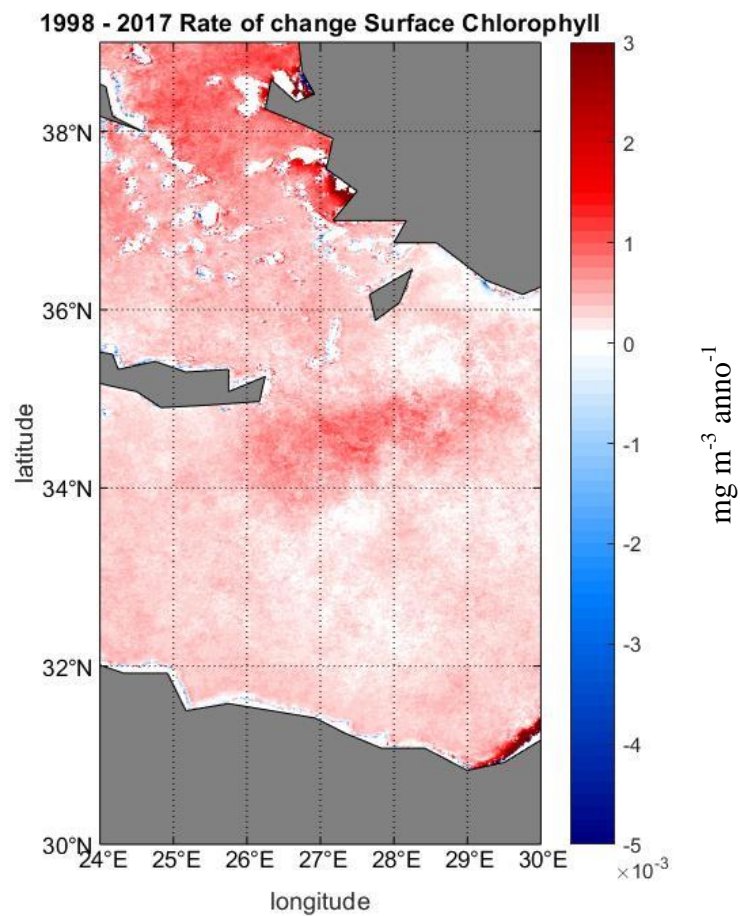 1998 - 2017 Rate of change Surface Chlorophyll
38°N
36°N
34°N
32°N
30°N
latitude
24°E 25°E 26°E 27°E 28°E 29°E 30°E
longitude
3
2
1
0
-1
-2
-3
-4
-5
×10⁻³
mg m⁻³ anno⁻¹